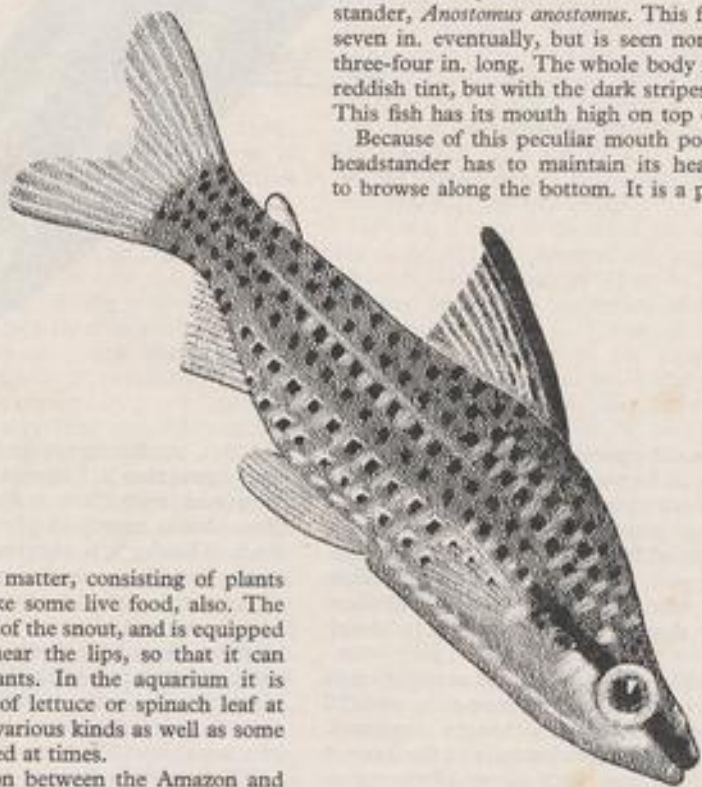 stander, Anostomus anostomus. This f
seven in. eventually, but is seen nor
three-four in. long. The whole body
reddish tint, but with the dark stripes
This fish has its mouth high on top
Because of this peculiar mouth po
headstander has to maintain its hea
to browse along the bottom. It is a p
matter, consisting of plants
ke some live food, also. The
of the snout, and is equipped
near the lips, so that it can
ants. In the aquarium it is
of lettuce or spinach leaf at
various kinds as well as some
ed at times.
on between the Amazon and